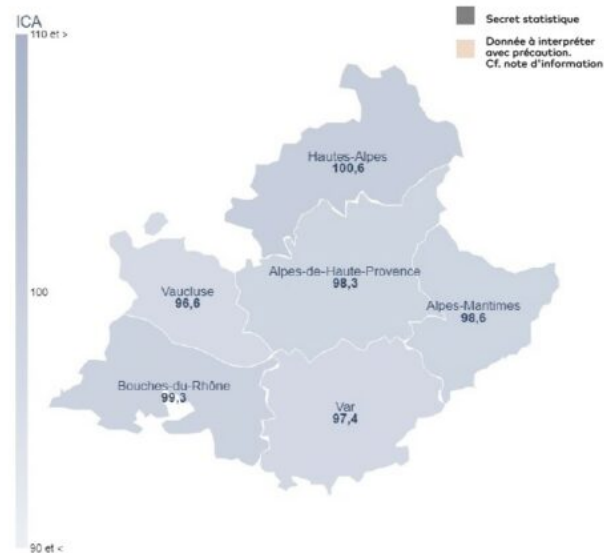 ICA
110 et >
Secret statistique
Donnée à interpréter
avec précaution.
Cf. note d'information
Hautes-Alpes
100,6
Alpes-de-Haute-Provence
98,3
Vaucluse
96,6
100
Alpes-Maritimes
98,6
Bouches-du-Rhône
99,3
Var
97,4
90 et <